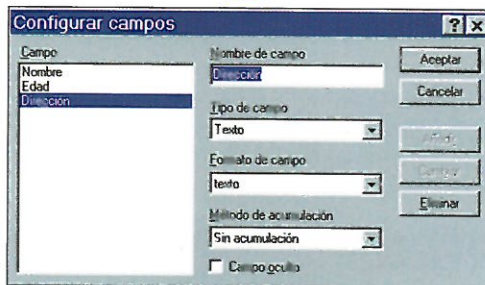 Configurar campos
Campo
Nombre
Edad
Dirección
Nombre de campo
Dirección
Tipo de campo
Texto
Formato de campo
texto
Método de acumulación
Sin acumulación
Campo oculto
Aceptar
Cancelar
Eliminar